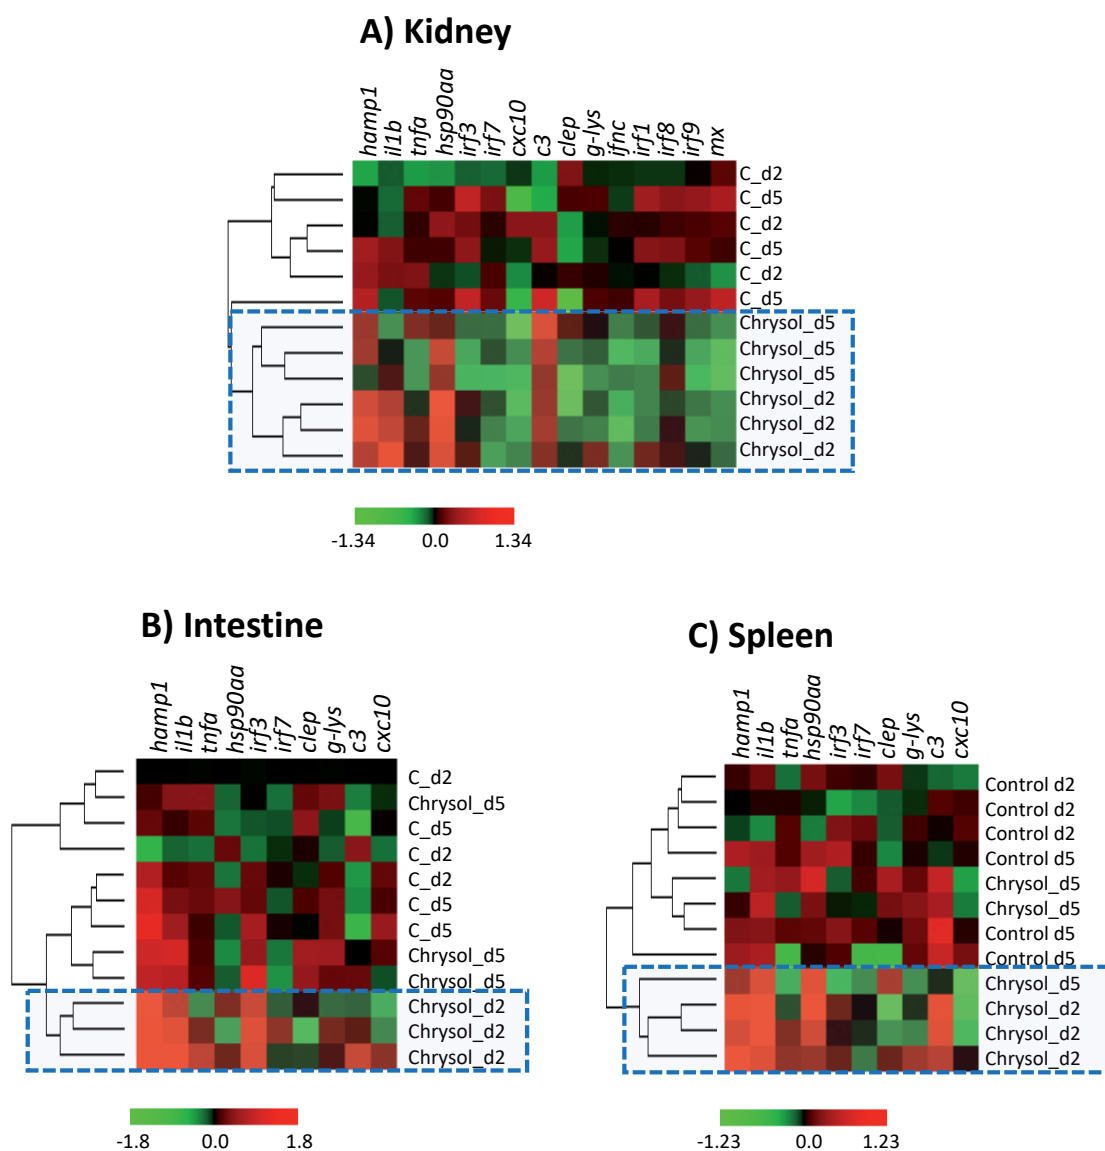 A) Kidney
hamp1 il1b tnfa hsp90aa irf3 irf7 cxc10 c3 clep g-lys ifnc irf1 irf8 irf9 mx
C_d2
C_d5
C_d2
C_d5
C_d2
C_d5
Chrysol_d5
Chrysol_d5
Chrysol_d5
Chrysol_d2
Chrysol_d2
Chrysol_d2
-1.34 0.0 1.34
B) Intestine
hamp1 il1b tnfa hsp90aa irf3 irf7 clep g-lys c3 cxc10
C_d2
Chrysol_d5
C_d5
C_d2
C_d2
C_d5
C_d5
Chrysol_d5
Chrysol_d5
Chrysol_d2
Chrysol_d2
Chrysol_d2
-1.8 0.0 1.8
C) Spleen
hamp1 il1b tnfa hsp90aa irf3 irf7 clep g-lys c3 cxc10
Control d2
Control d2
Control d2
Control d5
Chrysol_d5
Chrysol_d5
Control d5
Control d5
Chrysol_d5
Chrysol_d2
Chrysol_d2
Chrysol_d2
-1.23 0.0 1.23